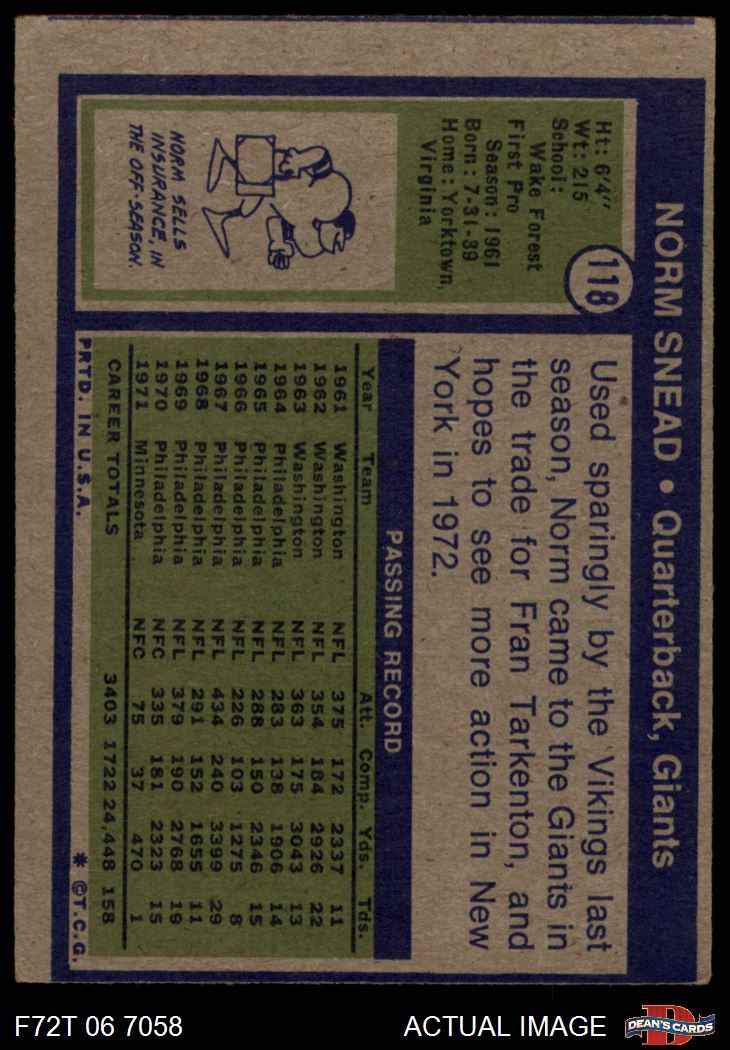 NORM SNEAD • Quarterback, Giants
118
Ht: 6'4"
Wt: 215
School:
Wake Forest
First Pro
Season: 1961
Born: 7-31-39
Home: Yorktown,
Virginia
NORM SELLS
INSURANCE, IN
THE OFF-SEASON.
Used sparingly by the Vikings last
season, Norm came to the Giants in
the trade for Fran Tarkenton, and
hopes to see more action in New
York in 1972.
PASSING RECORD
Year Team Att. Comp. Yds. Tds.
1961 Washington NFL 375 172 2337 11
1962 Washington NFL 354 184 2926 22
1963 Washington NFL 363 175 3043 13
1964 Philadelphia NFL 283 138 1906 14
1965 Philadelphia NFL 288 150 2346 15
1966 Philadelphia NFL 226 103 1275 8
1967 Philadelphia NFL 434 240 3399 29
1968 Philadelphia NFL 291 152 1655 11
1969 Philadelphia NFL 379 190 2768 19
1970 Philadelphia NFC 335 181 2323 15
1971 Minnesota NFC 75 37 470 1
CAREER TOTALS 3403 1722 24,448 158
PRTD. IN U.S.A. * ©T.C.G.
F72T 06 7058 ACTUAL IMAGE
D
DEAN'S CARDS